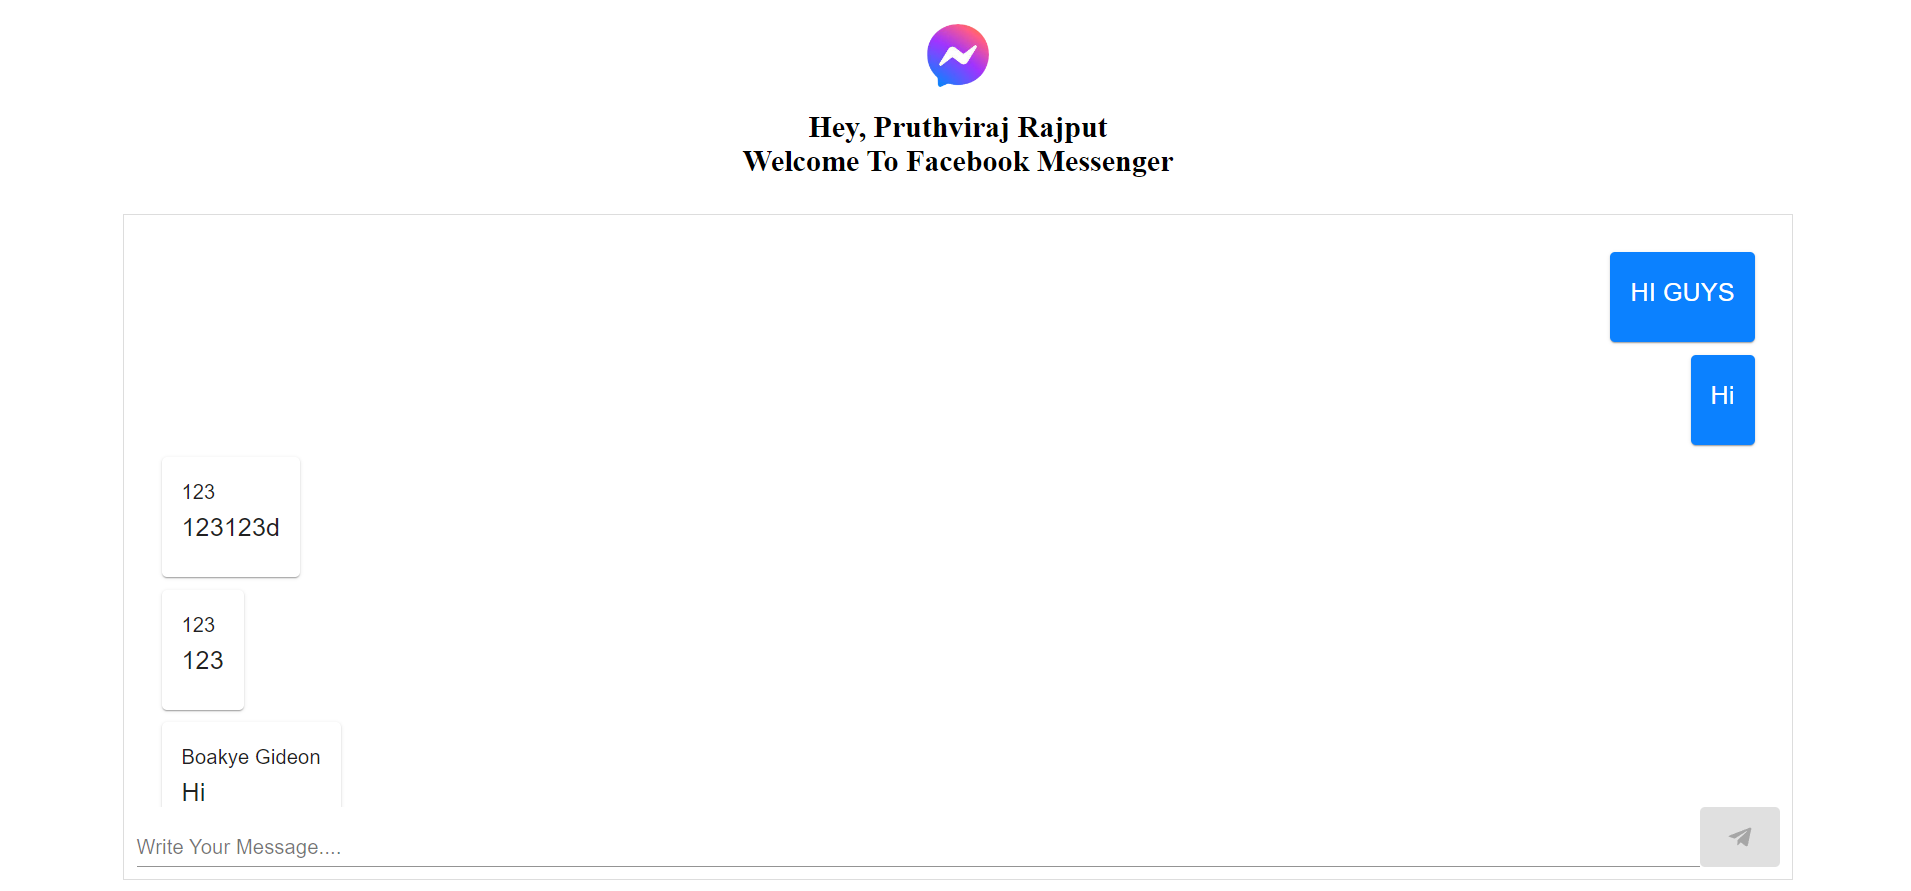 Hey, Pruthviraj Rajput
Welcome To Facebook Messenger
HI GUYS
Hi
123
123123d
123
123
Boakye Gideon
Hi
Write Your Message....